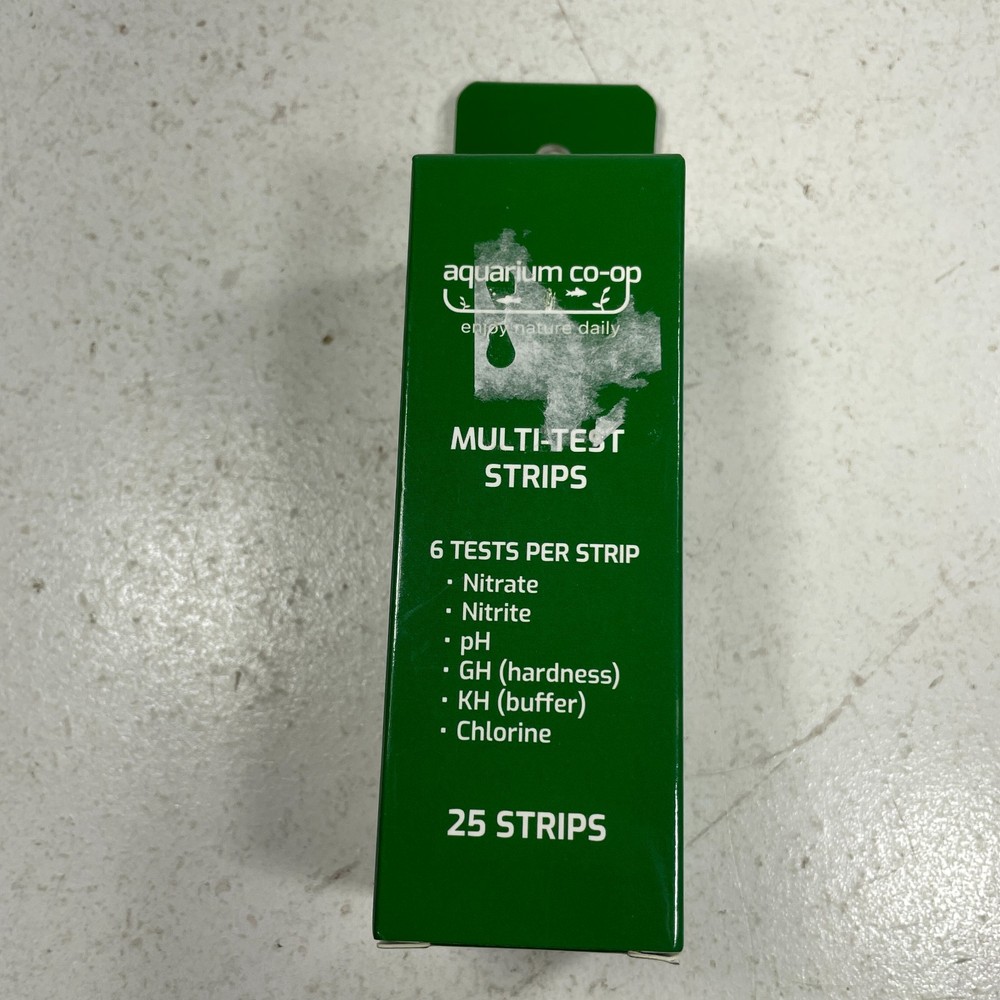 aquarium co-op
enjoy nature daily
MULTI-TEST
STRIPS
6 TESTS PER STRIP
· Nitrate
· Nitrite
· pH
· GH (hardness)
· KH (buffer)
· Chlorine
25 STRIPS